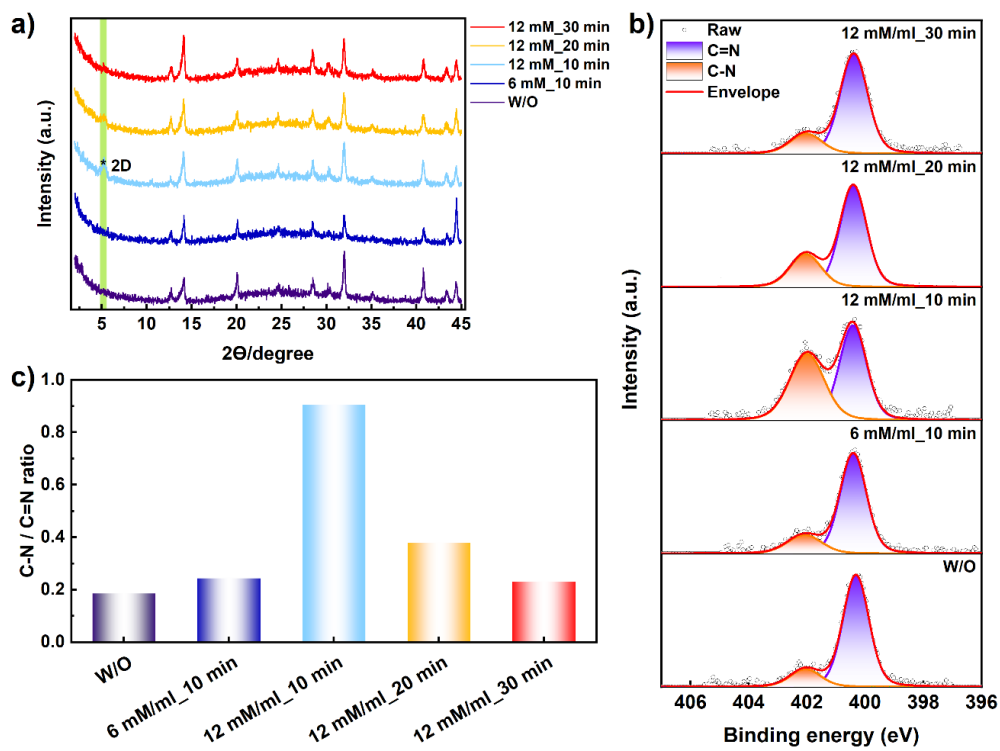 a)
12 mM_30 min
12 mM_20 min
12 mM_10 min
6 mM_10 min
W/O
* 2D
Intensity (a.u.)
5 10 15 20 25 30 35 40 45
2Θ/degree
b)
Raw
C=N
C-N
Envelope
12 mM/ml_30 min
12 mM/ml_20 min
12 mM/ml_10 min
6 mM/ml_10 min
W/O
Intensity (a.u.)
406 404 402 400 398 396
Binding energy (eV)
c)
1.0
0.8
0.6
0.4
0.2
0.0
C-N / C=N ratio
W/O
6 mM/ml_10 min
12 mM/ml_10 min
12 mM/ml_20 min
12 mM/ml_30 min